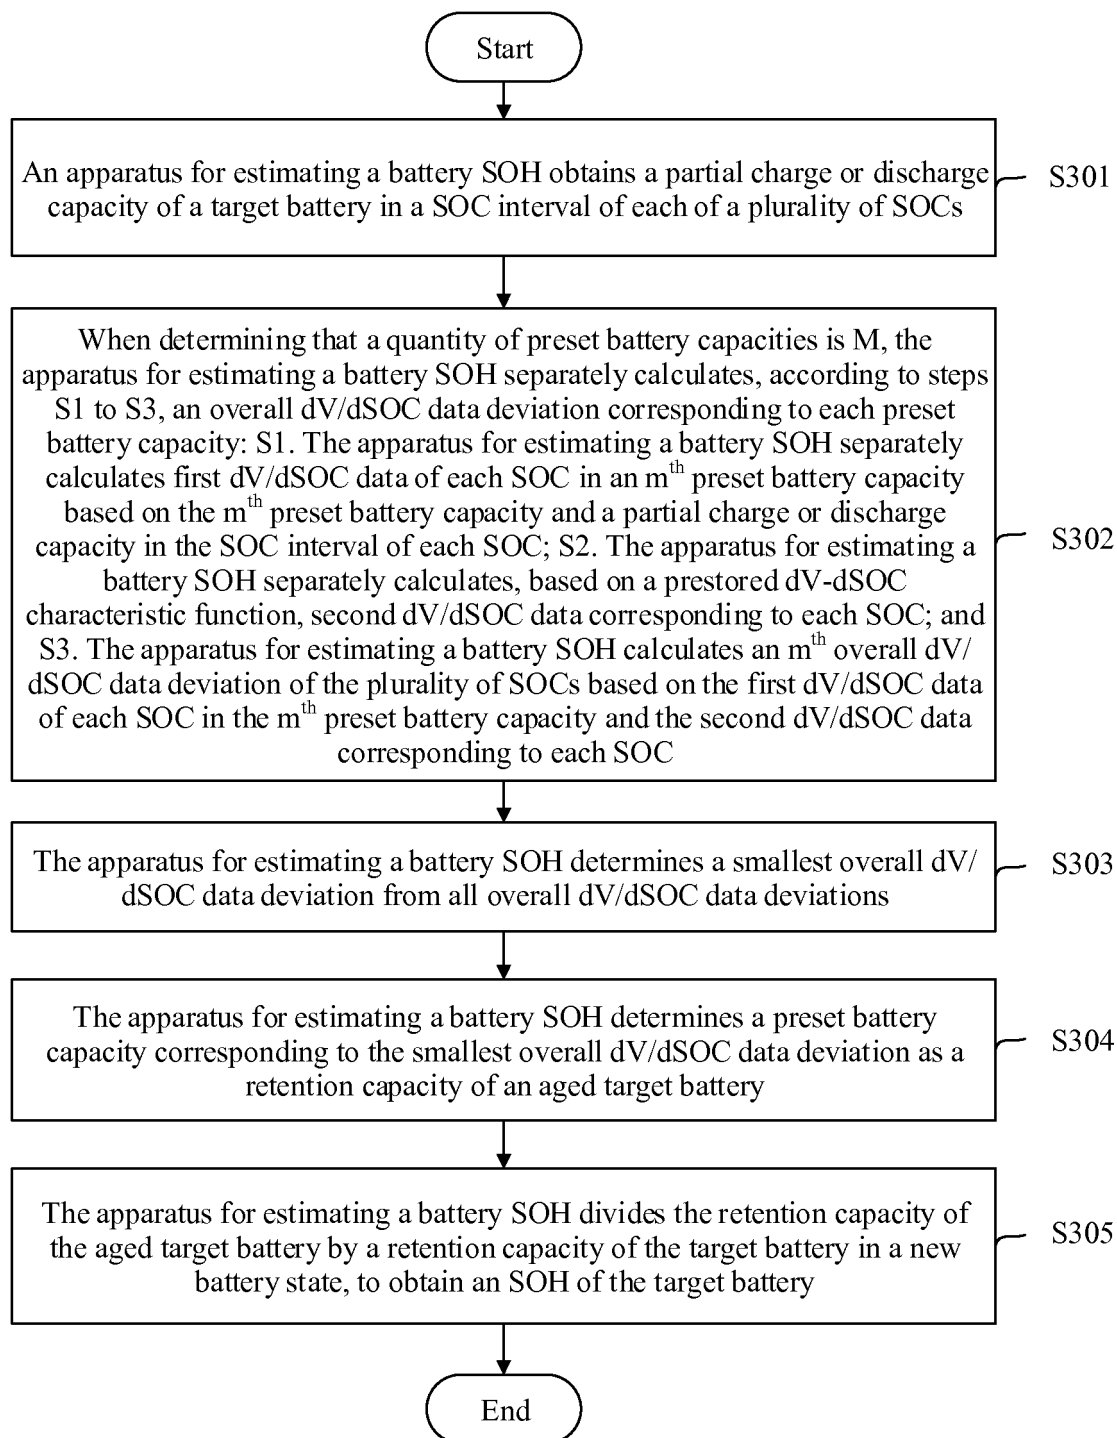 Start
An apparatus for estimating a battery SOH obtains a partial charge or discharge
capacity of a target battery in a SOC interval of each of a plurality of SOCs
S301
When determining that a quantity of preset battery capacities is M, the
apparatus for estimating a battery SOH separately calculates, according to steps
S1 to S3, an overall dV/dSOC data deviation corresponding to each preset
battery capacity: S1. The apparatus for estimating a battery SOH separately
calculates first dV/dSOC data of each SOC in an mth preset battery capacity
based on the mth preset battery capacity and a partial charge or discharge
capacity in the SOC interval of each SOC; S2. The apparatus for estimating a
battery SOH separately calculates, based on a prestored dV-dSOC
characteristic function, second dV/dSOC data corresponding to each SOC; and
S3. The apparatus for estimating a battery SOH calculates an mth overall dV/
dSOC data deviation of the plurality of SOCs based on the first dV/dSOC data
of each SOC in the mth preset battery capacity and the second dV/dSOC data
corresponding to each SOC
S302
The apparatus for estimating a battery SOH determines a smallest overall dV/
dSOC data deviation from all overall dV/dSOC data deviations
S303
The apparatus for estimating a battery SOH determines a preset battery
capacity corresponding to the smallest overall dV/dSOC data deviation as a
retention capacity of an aged target battery
S304
The apparatus for estimating a battery SOH divides the retention capacity of
the aged target battery by a retention capacity of the target battery in a new
battery state, to obtain an SOH of the target battery
S305
End